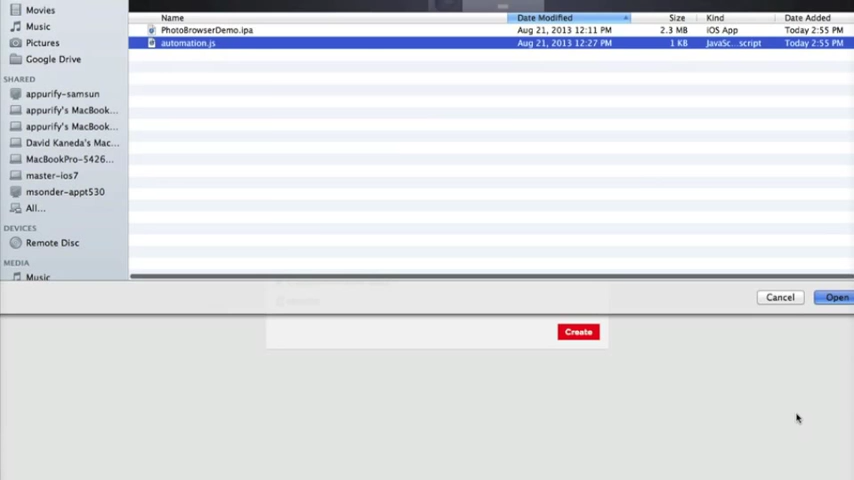 Movies
Music
Pictures
Google Drive
SHARED
appurify-samsun
appurify's MacBook...
appurify's MacBook...
David Kaneda's Mac...
MacBookPro-5426...
master-ios7
msonder-appt530
All...
DEVICES
Remote Disc
MEDIA
Music
Name Date Modified Size Kind Date Added
PhotoBrowserDemo.ipa Aug 21, 2013 12:11 PM 2.3 MB iOS App Today 2:55 PM
automation.js Aug 21, 2013 12:27 PM 1 KB JavaSc...script Today 2:55 PM
Cancel Open
Create